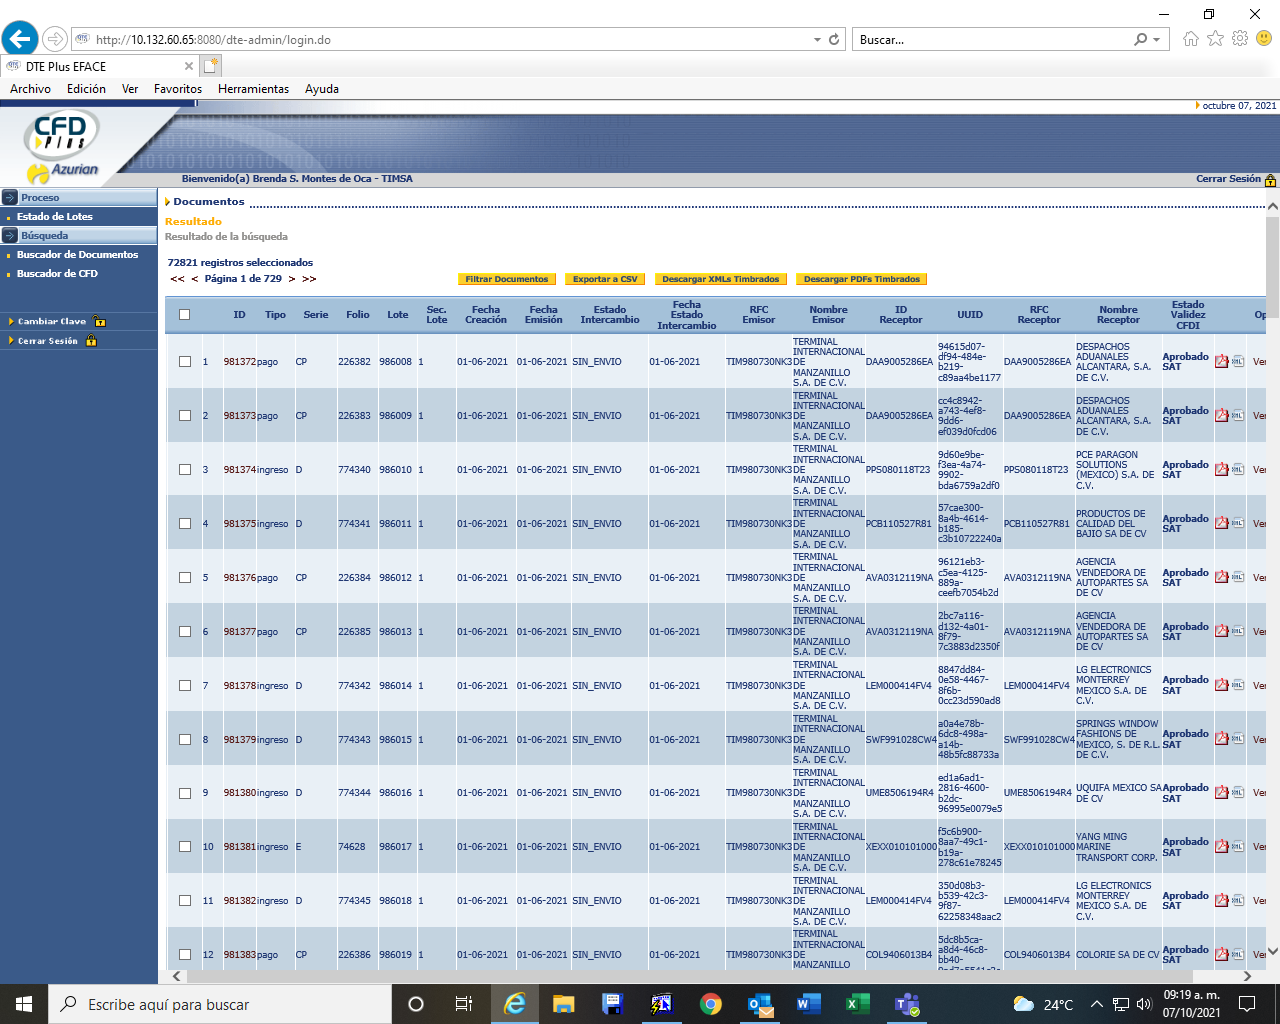 http://10.132.60.65:8080/dte-admin/login.do
Buscar...
DTE Plus EFACE
Archivo Edición Ver Favoritos Herramientas Ayuda
octubre 07, 2021
CFD
Plus
Azurian
Bienvenido(a) Brenda S. Montes de Oca - TIMSA
Cerrar Sesión
Proceso
Estado de Lotes
Búsqueda
Buscador de Documentos
Buscador de CFD
Cambiar Clave
Cerrar Sesión
Documentos
Resultado
Resultado de la búsqueda
72821 registros seleccionados
<< < Página 1 de 729 > >>
Filtrar Documentos Exportar a CSV Descargar XMLs Timbrados Descargar PDFs Timbrados
ID Tipo Serie Folio Lote Sec. Lote Fecha Creación Fecha Emisión Estado Intercambio Fecha Estado Intercambio RFC Emisor Nombre Emisor ID Receptor UUID RFC Receptor Nombre Receptor Estado Validez CFDI Op
1 981372 pago CP 226382 986008 1 01-06-2021 01-06-2021 SIN_ENVIO 01-06-2021 TIM980730NK3 TERMINAL INTERNACIONAL DE MANZANILLO S.A. DE C.V. DAA9005286EA 94615d07-df94-484e-b219-c89aa4be1177 DAA9005286EA DESPACHOS ADUANALES ALCANTARA, S.A. DE C.V. Aprobado SAT Ver
2 981373 pago CP 226383 986009 1 01-06-2021 01-06-2021 SIN_ENVIO 01-06-2021 TIM980730NK3 TERMINAL INTERNACIONAL DE MANZANILLO S.A. DE C.V. DAA9005286EA cc4c8942-a743-4ef8-9dd6-ef039d0fcd06 DAA9005286EA DESPACHOS ADUANALES ALCANTARA, S.A. DE C.V. Aprobado SAT Ver
3 981374 ingreso D 774340 986010 1 01-06-2021 01-06-2021 SIN_ENVIO 01-06-2021 TIM980730NK3 TERMINAL INTERNACIONAL DE MANZANILLO S.A. DE C.V. PPS080118T23 9d60e9be-f3ea-4a74-9902-bda6759a2df0 PPS080118T23 PCE PARAGON SOLUTIONS (MEXICO) S.A. DE C.V. Aprobado SAT Ver
4 981375 ingreso D 774341 986011 1 01-06-2021 01-06-2021 SIN_ENVIO 01-06-2021 TIM980730NK3 TERMINAL INTERNACIONAL DE MANZANILLO S.A. DE C.V. PCB110527R81 57cae300-8a4b-4614-b185-c3b10722240a PCB110527R81 PRODUCTOS DE CALIDAD DEL BAJIO SA DE CV Aprobado SAT Ver
5 981376 pago CP 226384 986012 1 01-06-2021 01-06-2021 SIN_ENVIO 01-06-2021 TIM980730NK3 TERMINAL INTERNACIONAL DE MANZANILLO S.A. DE C.V. AVA0312119NA 96121eb3-c5ea-4125-889a-ceefb7054b2d AVA0312119NA AGENCIA VENDEDORA DE AUTOPARTES SA DE CV Aprobado SAT Ver
6 981377 pago CP 226385 986013 1 01-06-2021 01-06-2021 SIN_ENVIO 01-06-2021 TIM980730NK3 TERMINAL INTERNACIONAL DE MANZANILLO S.A. DE C.V. AVA0312119NA 2bc7a116-d132-4a01-8f79-7c3883d2350f AVA0312119NA AGENCIA VENDEDORA DE AUTOPARTES SA DE CV Aprobado SAT Ver
7 981378 ingreso D 774342 986014 1 01-06-2021 01-06-2021 SIN_ENVIO 01-06-2021 TIM980730NK3 TERMINAL INTERNACIONAL DE MANZANILLO S.A. DE C.V. LEM000414FV4 8847dd84-0e58-4467-8f6b-0cc23d590ad8 LEM000414FV4 LG ELECTRONICS MONTERREY MEXICO S.A. DE C.V. Aprobado SAT Ver
8 981379 ingreso D 774343 986015 1 01-06-2021 01-06-2021 SIN_ENVIO 01-06-2021 TIM980730NK3 TERMINAL INTERNACIONAL DE MANZANILLO S.A. DE C.V. SWF991028CW4 a0a4e78b-6dc8-498a-a14b-48b5fc88733a SWF991028CW4 SPRINGS WINDOW FASHIONS DE MEXICO, S. DE R.L. DE C.V. Aprobado SAT Ver
9 981380 ingreso D 774344 986016 1 01-06-2021 01-06-2021 SIN_ENVIO 01-06-2021 TIM980730NK3 TERMINAL INTERNACIONAL DE MANZANILLO S.A. DE C.V. UME8506194R4 ed1a6ad1-2816-4600-b2dc-96995e0079e5 UME8506194R4 UQUIFA MEXICO SA DE CV Aprobado SAT Ver
10 981381 ingreso E 74628 986017 1 01-06-2021 01-06-2021 SIN_ENVIO 01-06-2021 TIM980730NK3 TERMINAL INTERNACIONAL DE MANZANILLO S.A. DE C.V. XEXX010101000 f5c6b900-8aa7-49c1-b19a-278c61e78245 XEXX010101000 YANG MING MARINE TRANSPORT CORP. Aprobado SAT Ver
11 981382 ingreso D 774345 986018 1 01-06-2021 01-06-2021 SIN_ENVIO 01-06-2021 TIM980730NK3 TERMINAL INTERNACIONAL DE MANZANILLO S.A. DE C.V. LEM000414FV4 350d08b3-b539-42c3-9f87-62258348aac2 LEM000414FV4 LG ELECTRONICS MONTERREY MEXICO S.A. DE C.V. Aprobado SAT Ver
12 981383 pago CP 226386 986019 1 01-06-2021 01-06-2021 SIN_ENVIO 01-06-2021 TIM980730NK3 TERMINAL INTERNACIONAL DE MANZANILLO COL9406013B4 5dc8b5ca-a8d4-46c8-bb40- COL9406013B4 COLORIE SA DE CV Aprobado SAT Ver
Escribe aquí para buscar
24°C
09:19 a. m.
07/10/2021